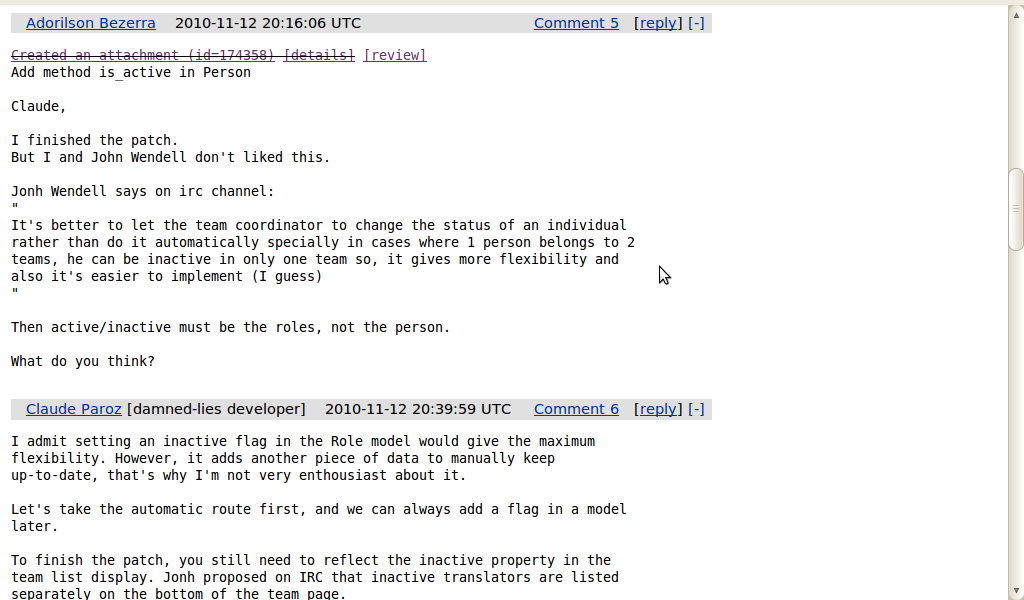 Adorilson Bezerra 2010-11-12 20:16:06 UTC Comment 5 [reply] [-]
Created an attachment (id=174358) [details] [review]
Add method is_active in Person
Claude,
I finished the patch.
But I and John Wendell don't liked this.
Jonh Wendell says on irc channel:
"
It's better to let the team coordinator to change the status of an individual
rather than do it automatically specially in cases where 1 person belongs to 2
teams, he can be inactive in only one team so, it gives more flexibility and
also it's easier to implement (I guess)
"
Then active/inactive must be the roles, not the person.
What do you think?
Claude Paroz [damned-lies developer] 2010-11-12 20:39:59 UTC Comment 6 [reply] [-]
I admit setting an inactive flag in the Role model would give the maximum
flexibility. However, it adds another piece of data to manually keep
up-to-date, that's why I'm not very enthousiast about it.
Let's take the automatic route first, and we can always add a flag in a model
later.
To finish the patch, you still need to reflect the inactive property in the
team list display. Jonh proposed on IRC that inactive translators are listed
separately on the bottom of the team page.